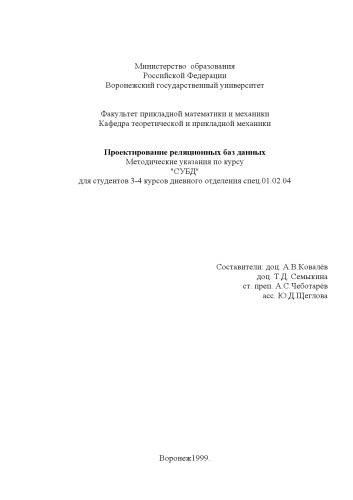 Министерство образования
Российской Федерации
Воронежский государственный университет
Факультет прикладной математики и механики
Кафедра теоретической и прикладной механики
Проектирование реляционных баз данных
Методические указания по курсу
"СУБД"
для студентов 3-4 курсов дневного отделения спец.01.02.04
Составители: доц. А.В.Ковалёв
доц. Т.Д. Семыкина
ст. преп. А.С.Чеботарёв
асс. Ю.Д.Щеглова
Воронеж1999.